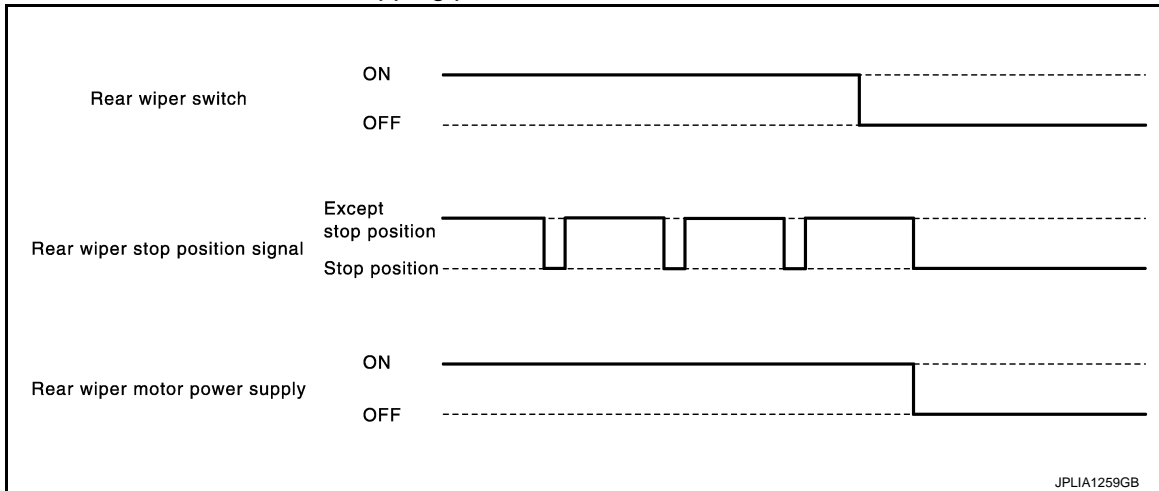 ON
Rear wiper switch
OFF
Except
stop position
Rear wiper stop position signal
Stop position
ON
Rear wiper motor power supply
OFF
JPLIA1259GB